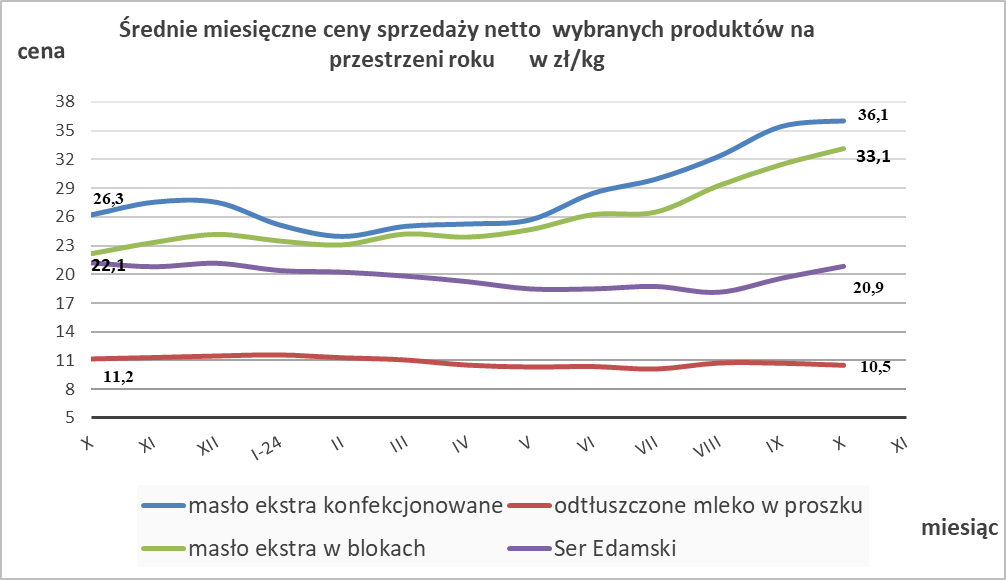 Średnie miesięczne ceny sprzedaży netto wybranych produktów na
przestrzeni roku w zł/kg
cena
38
35
32
29
26
23
20
17
14
11
8
5
26,3
22,1
11,2
36,1
33,1
20,9
10,5
X XI XII I-24 II III IV V VI VII VIII IX X XI
masło ekstra konfekcjonowane odtłuszczone mleko w proszku
masło ekstra w blokach Ser Edamski
miesiąc